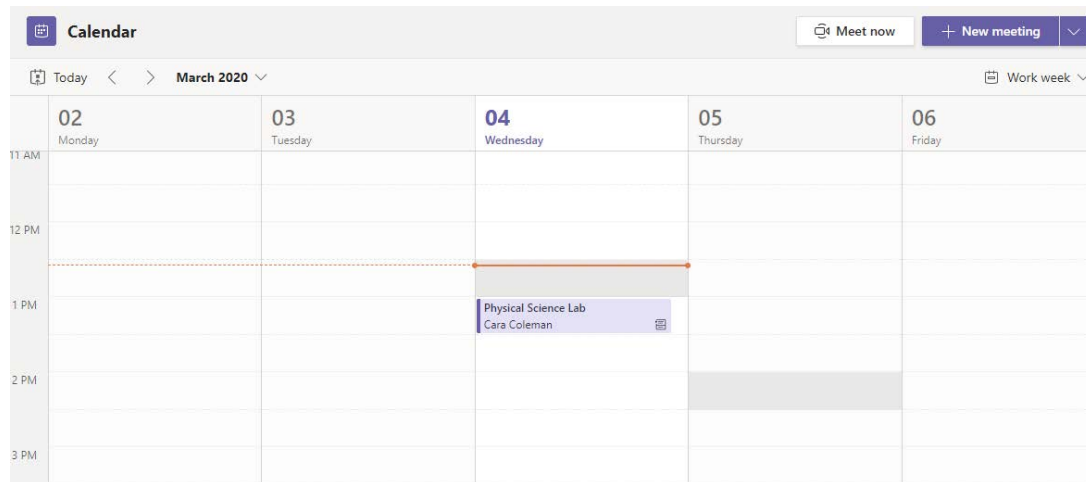 Calendar
Meet now
New meeting
Today
March 2020
Work week
02
Monday
03
Tuesday
04
Wednesday
05
Thursday
06
Friday
11 AM
12 PM
1 PM
Physical Science Lab
Cara Coleman
2 PM
3 PM